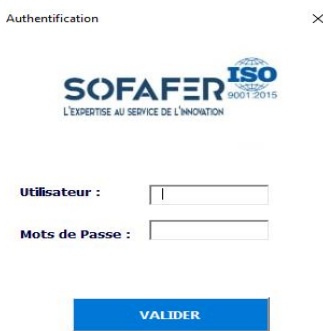 Authentification
SOFAFER
ISO
9001:2015
L'EXPERTISE AU SERVICE DE L'INNOVATION
Utilisateur :
Mots de Passe :
VALIDER